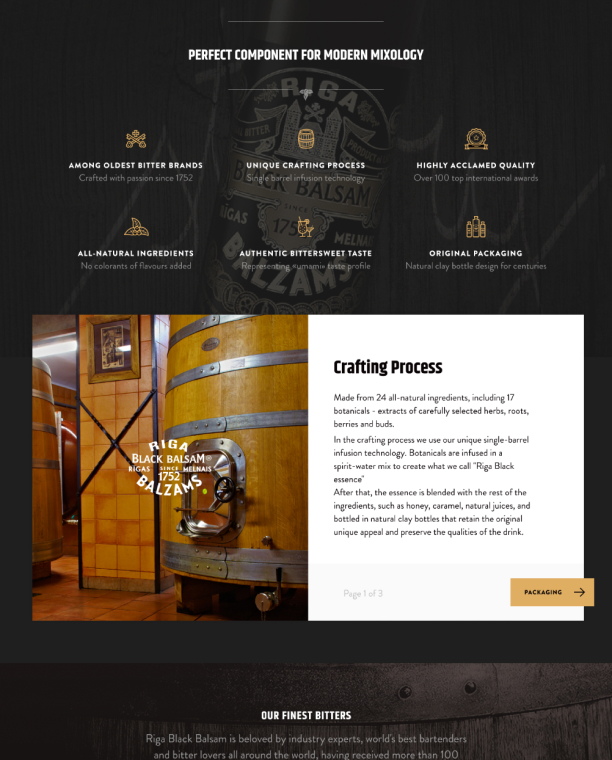 PERFECT COMPONENT FOR MODERN MIXOLOGY
RIGA
BLACK BALSAM
RIGAS
1752
BALZAMS
AMONG OLDEST BITTER BRANDS
Crafted with passion since 1752
UNIQUE CRAFTING PROCESS
Single barrel infusion technology
HIGHLY ACCLAMED QUALITY
Over 100 top international awards
ALL-NATURAL INGREDIENTS
No colorants of flavours added
AUTHENTIC BITTERSWEET TASTE
Representing «umami» taste profile
ORIGINAL PACKAGING
Natural clay bottle design for centuries
RIGA
BLACK BALSAM
RIGAS SINCE MELNAIS
1752
BALZAMS
Crafting Process
Made from 24 all-natural ingredients, including 17
botanicals - extracts of carefully selected herbs, roots,
berries and buds.
In the crafting process we use our unique single-barrel
infusion technology. Botanicals are infused in a
spirit-water mix to create what we call "Riga Black
essence"
After that, the essence is blended with the rest of the
ingredients, such as honey, caramel, natural juices, and
bottled in natural clay bottles that retain the original
unique appeal and preserve the qualities of the drink.
Page 1 of 3
PACKAGING
OUR FINEST BITTERS
Riga Black Balsam is beloved by industry experts, world's best bartenders
and bitter lovers all around the world, having received more than 100